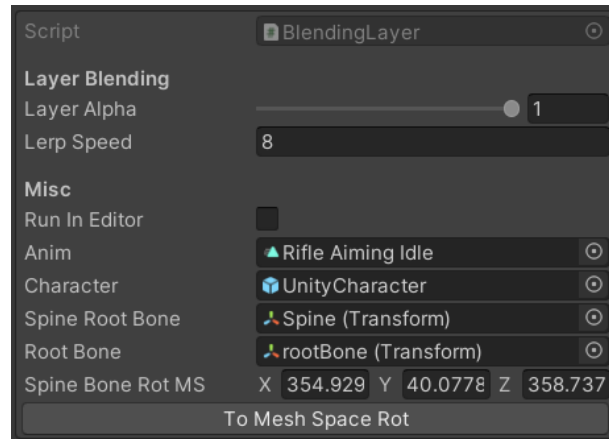 Script BlendingLayer
Layer Blending
Layer Alpha 1
Lerp Speed 8
Misc
Run In Editor
Anim Rifle Aiming Idle
Character UnityCharacter
Spine Root Bone Spine (Transform)
Root Bone rootBone (Transform)
Spine Bone Rot MS X 354.929 Y 40.0778 Z 358.737
To Mesh Space Rot